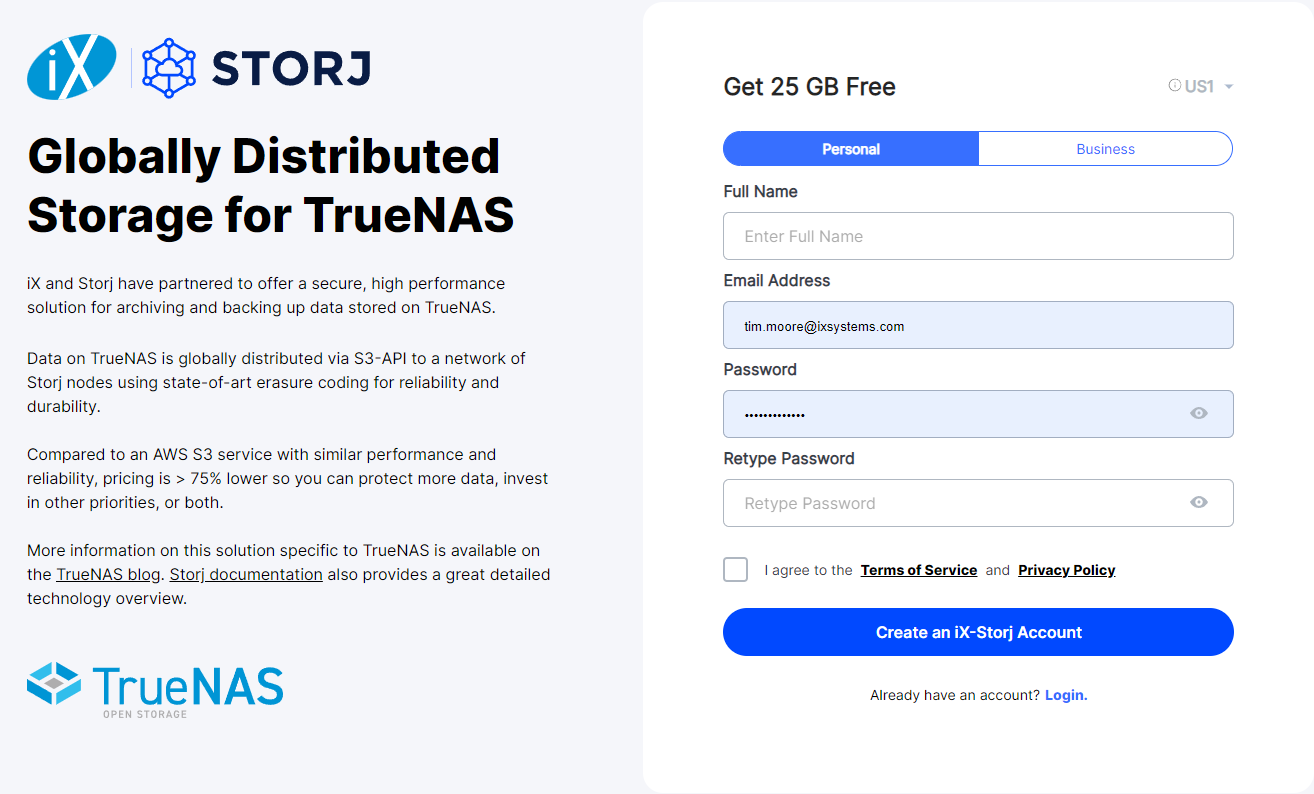 iX
STORJ
Globally Distributed
Storage for TrueNAS
iX and Storj have partnered to offer a secure, high performance
solution for archiving and backing up data stored on TrueNAS.
Data on TrueNAS is globally distributed via S3-API to a network of
Storj nodes using state-of-art erasure coding for reliability and
durability.
Compared to an AWS S3 service with similar performance and
reliability, pricing is > 75% lower so you can protect more data, invest
in other priorities, or both.
More information on this solution specific to TrueNAS is available on
the TrueNAS blog. Storj documentation also provides a great detailed
technology overview.
TrueNAS
OPEN STORAGE
Get 25 GB Free
US1
Personal
Business
Full Name
Enter Full Name
Email Address
tim.moore@ixsystems.com
Password
•••••••••••••
Retype Password
Retype Password
I agree to the Terms of Service and Privacy Policy
Create an iX-Storj Account
Already have an account? Login.